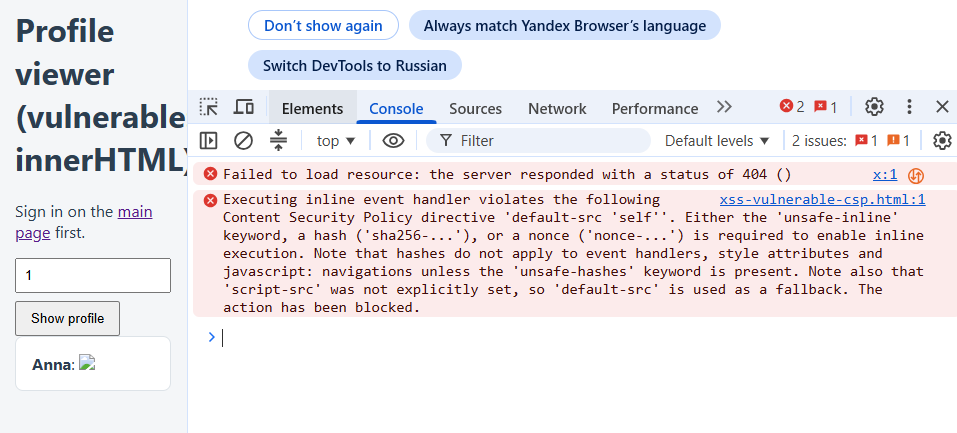 Profile
viewer
(vulnerable
innerHTML)
Sign in on the main
page first.
1
Show profile
Anna:
Don't show again
Always match Yandex Browser's language
Switch DevTools to Russian
Elements Console Sources Network Performance 2 1
top Filter Default levels 2 issues: 1 1
Failed to load resource: the server responded with a status of 404 () x:1
Executing inline event handler violates the following xss-vulnerable-csp.html:1
Content Security Policy directive 'default-src 'self''. Either the 'unsafe-inline'
keyword, a hash ('sha256-...'), or a nonce ('nonce-...') is required to enable inline
execution. Note that hashes do not apply to event handlers, style attributes and
javascript: navigations unless the 'unsafe-hashes' keyword is present. Note also that
'script-src' was not explicitly set, so 'default-src' is used as a fallback. The
action has been blocked.